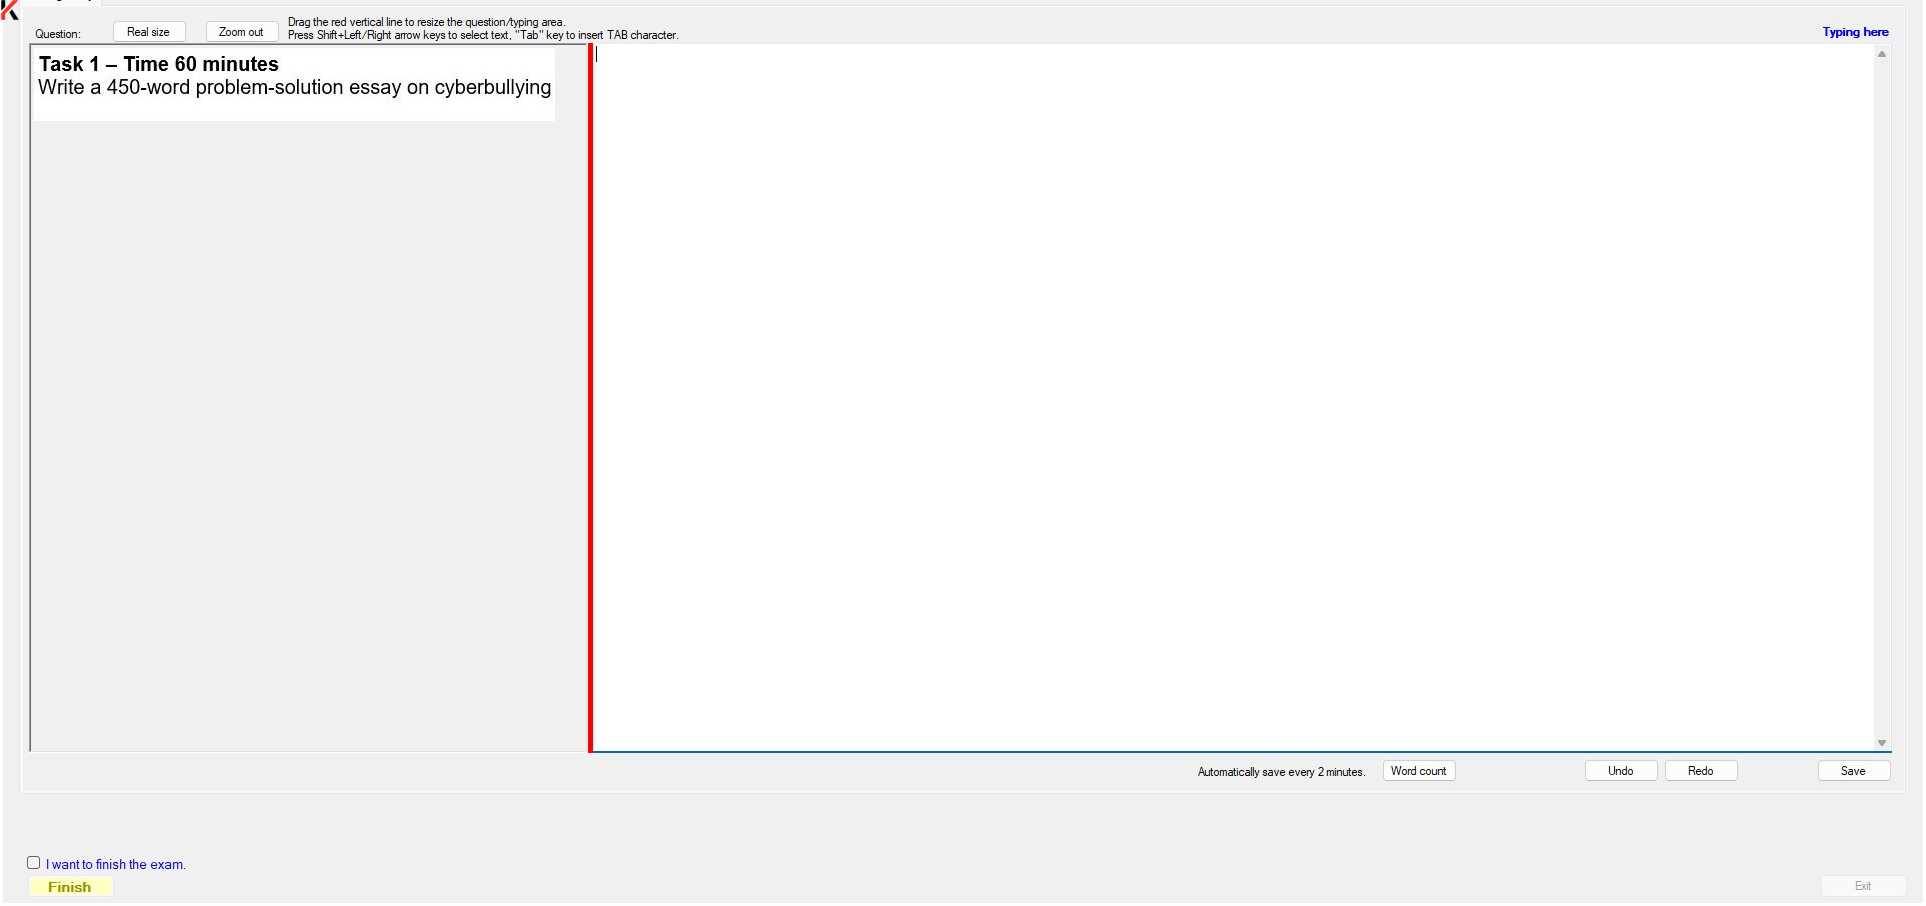 Question:
Real size
Zoom out
Drag the red vertical line to resize the question/typing area.
Press Shift+Left/Right arrow keys to select text, "Tab" key to insert TAB character.
Typing here
Task 1 – Time 60 minutes
Write a 450-word problem-solution essay on cyberbullying
Automatically save every 2 minutes.
Word count
Undo
Redo
Save
I want to finish the exam.
Finish
Exit